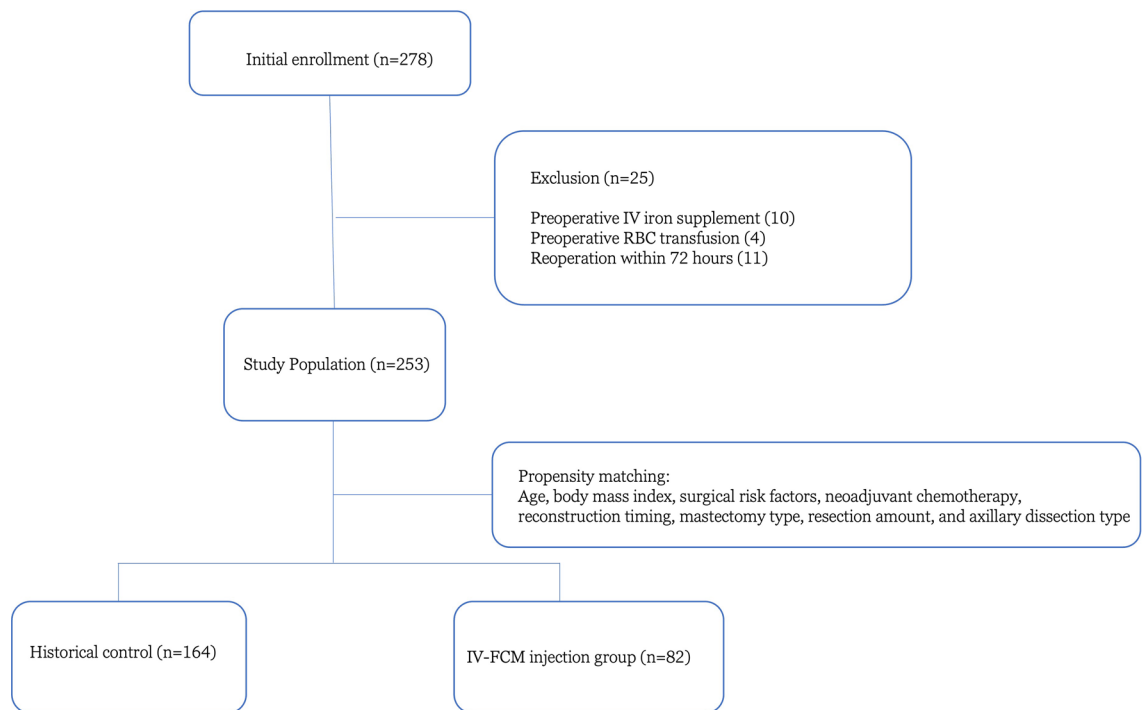 Initial enrollment (n=278)
Exclusion (n=25)
Preoperative IV iron supplement (10)
Preoperative RBC transfusion (4)
Reoperation within 72 hours (11)
Study Population (n=253)
Propensity matching:
Age, body mass index, surgical risk factors, neoadjuvant chemotherapy,
reconstruction timing, mastectomy type, resection amount, and axillary dissection type
Historical control (n=164)
IV-FCM injection group (n=82)